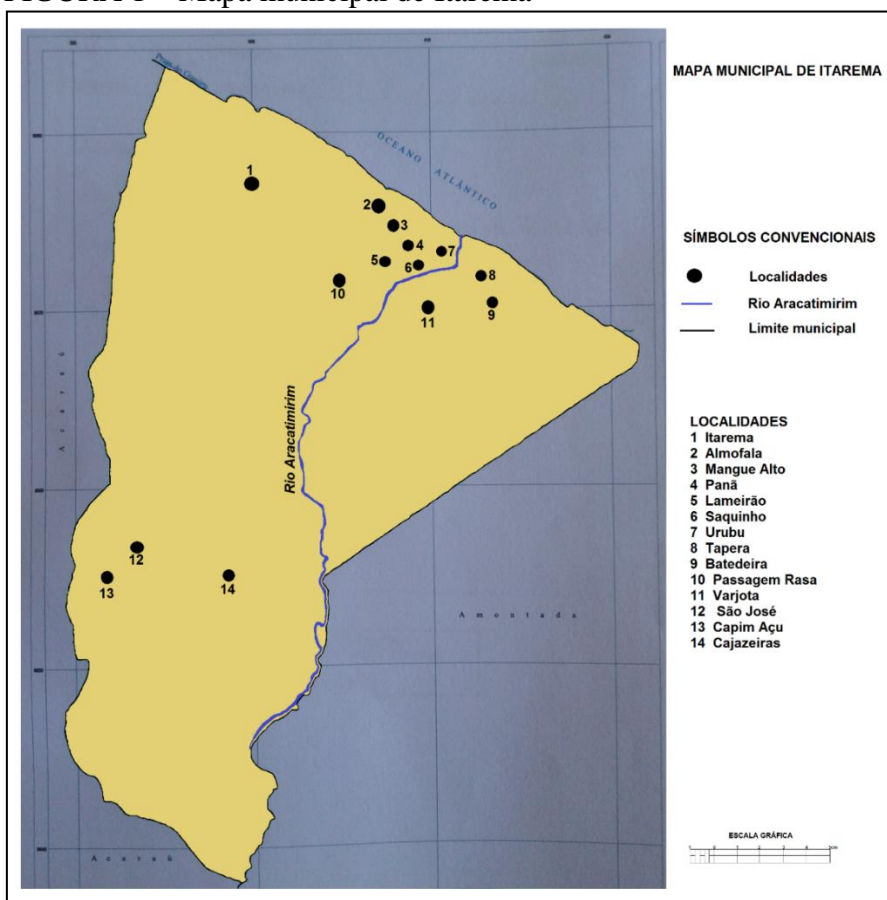 FIGURA 1 – Mapa municipal de Itarema
MAPA MUNICIPAL DE ITAREMA
OCEANO ATLÂNTICO
1
2
3
4
5
6
7
8
9
10
11
12
13
14
Rio Aracatimirim
Acaraú
Amontada
Acaraú
SÍMBOLOS CONVENCIONAIS
Localidades
Rio Aracatimirim
Limite municipal
LOCALIDADES
1 Itarema
2 Almofala
3 Mangue Alto
4 Panã
5 Lameirão
6 Saquinho
7 Urubu
8 Tapera
9 Batedeira
10 Passagem Rasa
11 Varjota
12 São José
13 Capim Açu
14 Cajazeiras
ESCALA GRÁFICA